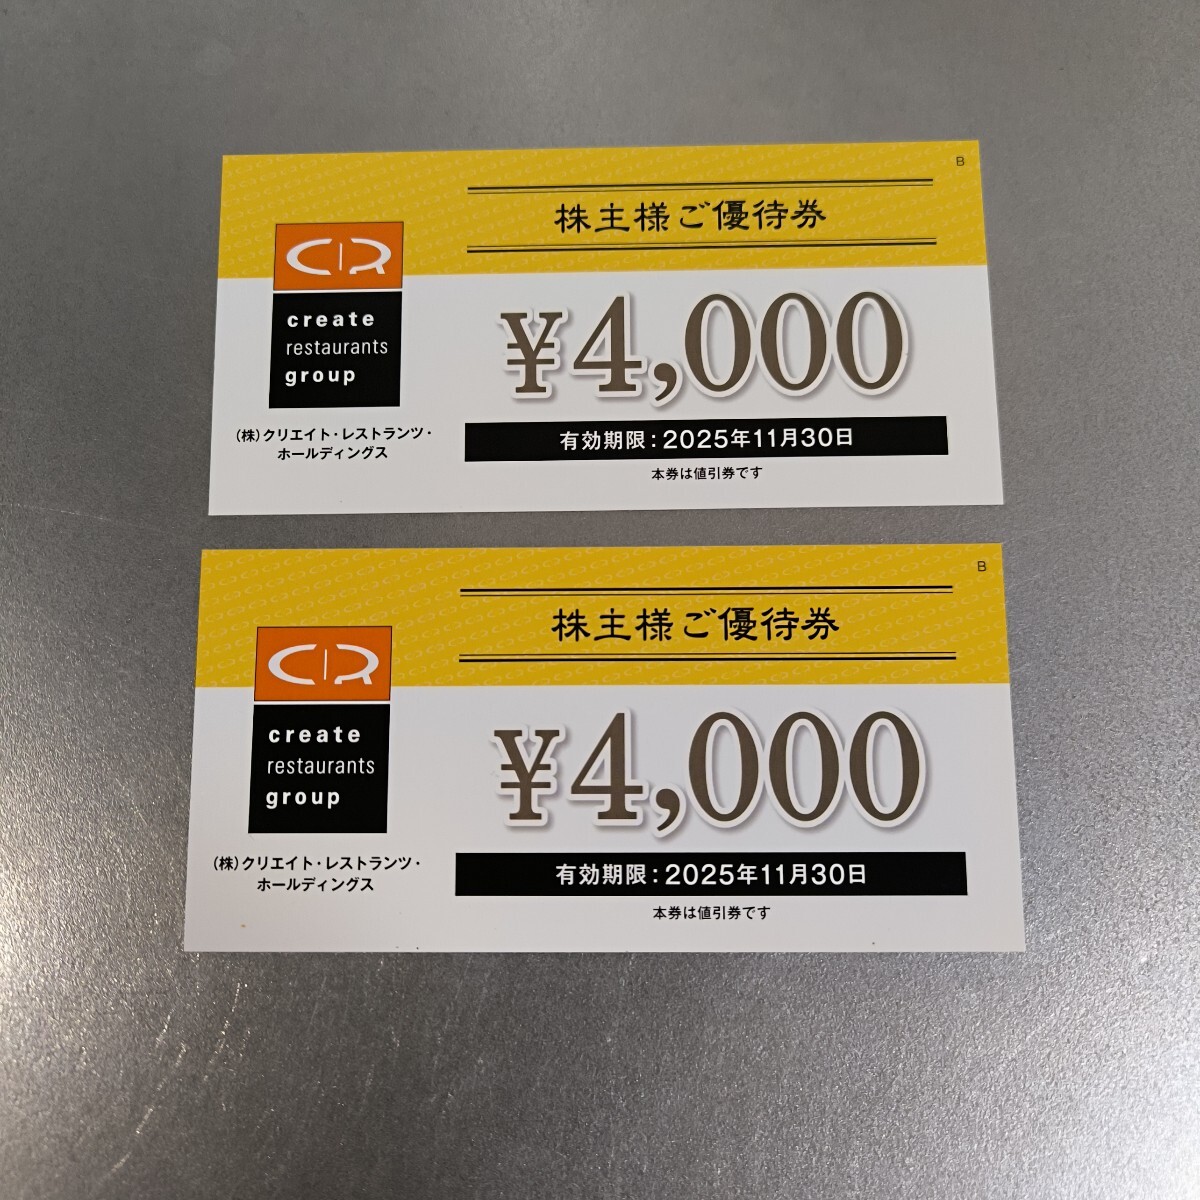 B
株主様ご優待券
CR
create
restaurants
group
¥4,000
(株)クリエイト・レストランツ・
ホールディングス
有効期限:2025年11月30日
本券は値引券です
B
株主様ご優待券
CR
create
restaurants
group
¥4,000
(株)クリエイト・レストランツ・
ホールディングス
有効期限:2025年11月30日
本券は値引券です